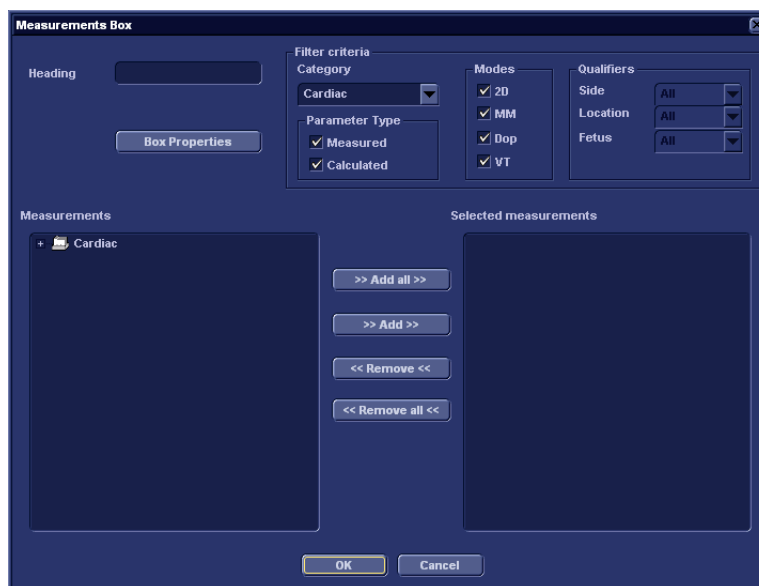 Measurements Box
Heading
Box Properties
Filter criteria
Category
Cardiac
Parameter Type
Measured
Calculated
Modes
2D
MM
Dop
VT
Qualifiers
Side All
Location All
Fetus All
Measurements
Cardiac
>> Add all >>
>> Add >>
<< Remove <<
<< Remove all <<
Selected measurements
OK
Cancel